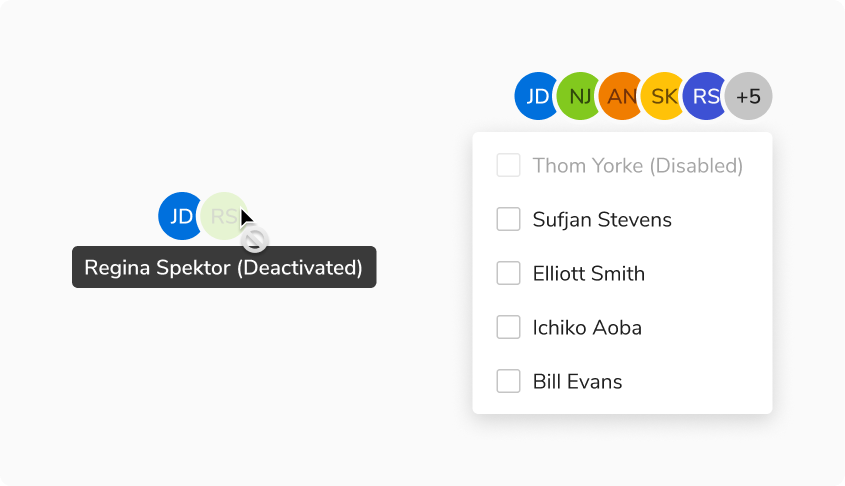 JD RS
Regina Spektor (Deactivated)
JD NJ AN SK RS +5
Thom Yorke (Disabled)
Sufjan Stevens
Elliott Smith
Ichiko Aoba
Bill Evans